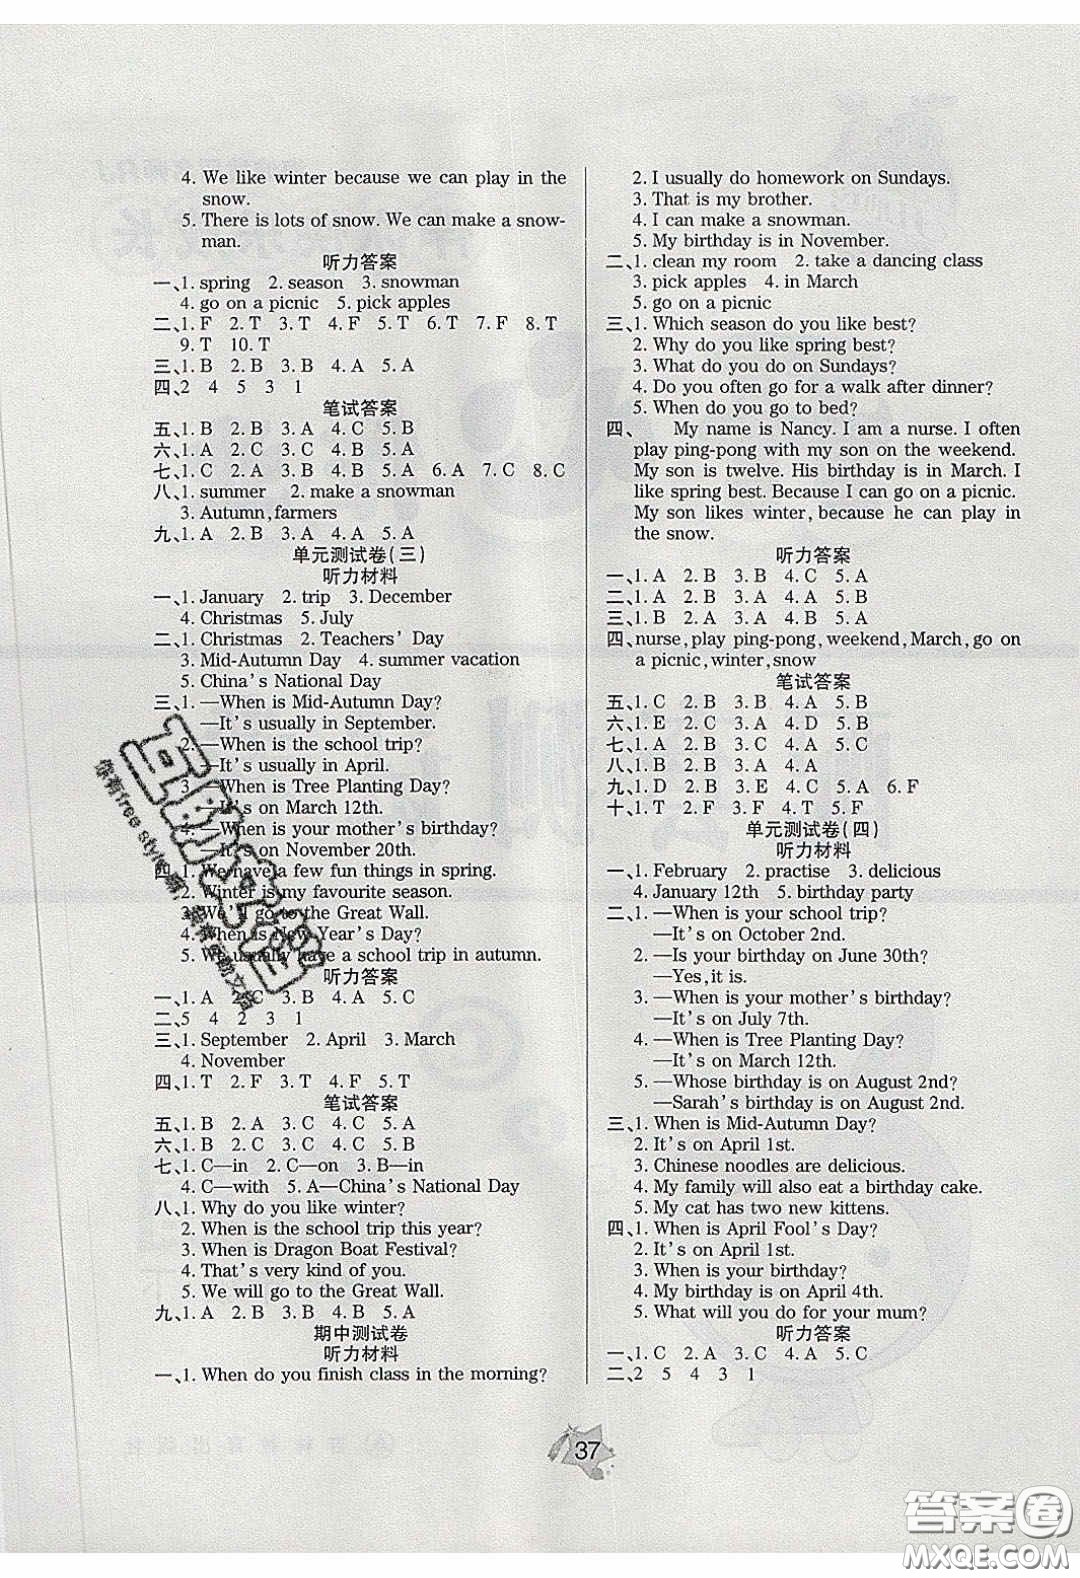 4. We like winter because we can play in the
snow.
5. There is lots of snow. We can make a snow-
man.
听力答案
一、1. spring 2. season 3. snowman
4. go on a picnic 5. pick apples
二、1. F 2. T 3. T 4. F 5. T 6. T 7. F 8. T
9. T 10. T
三、1. B 2. B 3. B 4. A 5. A
四、2 4 5 3 1
笔试答案
五、1. B 2. B 3. A 4. C 5. B
六、1. A 2. C 3. B 4. B 5. A
七、1. C 2. A 3. B 4. B 5. A 6. A 7. C 8. C
八、1. summer 2. make a snowman
3. Autumn, farmers
九、1. A 2. B 3. A 4. A 5. B
单元测试卷(三)
听力材料
一、1. January 2. trip 3. December
4. Christmas 5. July
二、1. Christmas 2. Teachers' Day
3. Mid-Autumn Day 4. summer vacation
5. China's National Day
三、1. —When is Mid-Autumn Day?
—It's usually in September.
2. —When is the school trip?
—It's usually in April.
3. —When is Tree Planting Day?
—It's on March 12th.
4. —When is your mother's birthday?
—It's on November 20th.
四、1. We have a few fun things in spring.
2. Winter is my favourite season.
3. We'll go to the Great Wall.
4. When is New Year's Day?
5. We usually have a school trip in autumn.
听力答案
一、1. A 2. C 3. B 4. A 5. C
二、5 4 2 3 1
三、1. September 2. April 3. March
4. November
四、1. T 2. F 3. T 4. F 5. T
笔试答案
五、1. B 2. A 3. C 4. C 5. B
六、1. B 2. C 3. C 4. A 5. A
七、1. C—in 2. C—on 3. B—in
4. C—with 5. A—China's National Day
八、1. Why do you like winter?
2. When is the school trip this year?
3. When is Dragon Boat Festival?
4. That's very kind of you.
5. We will go to the Great Wall.
九、1. A 2. B 3. B 4. B 5. A
期中测试卷
听力材料
一、1. When do you finish class in the morning?
2. I usually do homework on Sundays.
3. That is my brother.
4. I can make a snowman.
5. My birthday is in November.
二、1. clean my room 2. take a dancing class
3. pick apples 4. in March
5. go on a picnic
三、1. Which season do you like best?
2. Why do you like spring best?
3. What do you do on Sundays?
4. Do you often go for a walk after dinner?
5. When do you go to bed?
四、 My name is Nancy. I am a nurse. I often
play ping-pong with my son on the weekend.
My son is twelve. His birthday is in March. I
like spring best. Because I can go on a picnic.
My son likes winter, because he can play in
the snow.
听力答案
一、1. A 2. B 3. B 4. C 5. A
二、1. A 2. B 3. A 4. A 5. B
三、1. B 2. A 3. A 4. B 5. B
四、nurse, play ping-pong, weekend, March, go on
a picnic, winter, snow
笔试答案
五、1. C 2. B 3. B 4. A 5. B
六、1. E 2. C 3. A 4. D 5. B
七、1. A 2. B 3. C 4. A 5. C
八、1. B 2. A 3. B 4. B 5. A
九、1. D 2. B 3. E 4. C 5. A 6. F
十、1. T 2. F 3. F 4. T 5. F
单元测试卷(四)
听力材料
一、1. February 2. practise 3. delicious
4. January 12th 5. birthday party
二、1. —When is your school trip?
—It's on October 2nd.
2. —Is your birthday on June 30th?
—Yes, it is.
3. —When is your mother's birthday?
—It's on July 7th.
4. —When is Tree Planting Day?
—It's on March 12th.
5. —Whose birthday is on August 2nd?
—Sarah's birthday is on August 2nd.
三、1. When is Mid-Autumn Day?
2. It's on April 1st.
3. Chinese noodles are delicious.
4. My family will also eat a birthday cake.
5. My cat has two new kittens.
四、1. When is April Fool's Day?
2. It's on April 1st.
3. When is your birthday?
4. My birthday is on April 4th.
5. What will you do for your mum?
听力答案
一、1. C 2. A 3. C 4. A 5. C
二、2 5 4 3 1
37
答案圈
MXQE.COM